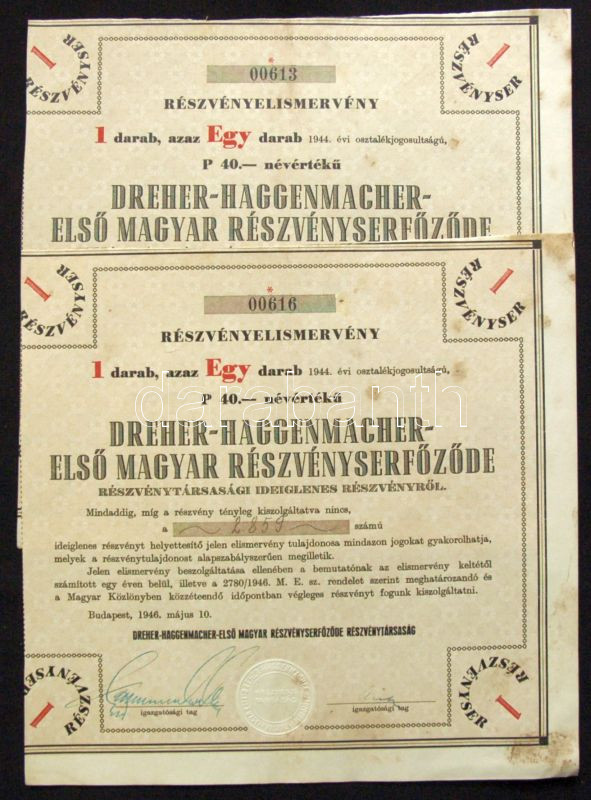 1
RÉSZVÉNYSER
1
RÉSZVÉNYSER
00613
RÉSZVÉNYELISMERVÉNY
1 darab, azaz Egy darab 1944. évi osztalékjogosultságú,
P 40.— névértékű
DREHER-HAGGENMACHER-
ELSŐ MAGYAR RÉSZVÉNYSERFŐZŐDE
1
RÉSZVÉNYSER
1
RÉSZVÉNYSER
00616
RÉSZVÉNYELISMERVÉNY
1 darab, azaz Egy darab 1944. évi osztalékjogosultságú,
P 40.— névértékű
darabanth
DREHER-HAGGENMACHER-
ELSŐ MAGYAR RÉSZVÉNYSERFŐZŐDE
RÉSZVÉNYTÁRSASÁGI IDEIGLENES RÉSZVÉNYRŐL.
Mindaddig, míg a részvény tényleg kiszolgáltatva nincs,
a számú
ideiglenes részvényt helyettesítő jelen elismervény tulajdonosa mindazon jogokat gyakorolhatja,
melyek a részvénytulajdonost alapszabályszerűen megilletik.
Jelen elismervény beszolgáltatása ellenében a bemutatónak az elismervény keltétől
számított egy éven belül, illetve a 2780/1946. M. E. sz. rendelet szerint meghatározandó és
a Magyar Közlönyben közzéteendő időpontban végleges részvényt fogunk kiszolgáltatni.
Budapest, 1946. május 10.
DREHER-HAGGENMACHER-ELSŐ MAGYAR RÉSZVÉNYSERFŐZŐDE RÉSZVÉNYTÁRSASÁG
igazgatósági tag
igazgatósági tag
RÉSZVÉNYSER
1
RÉSZVÉNYSER
1